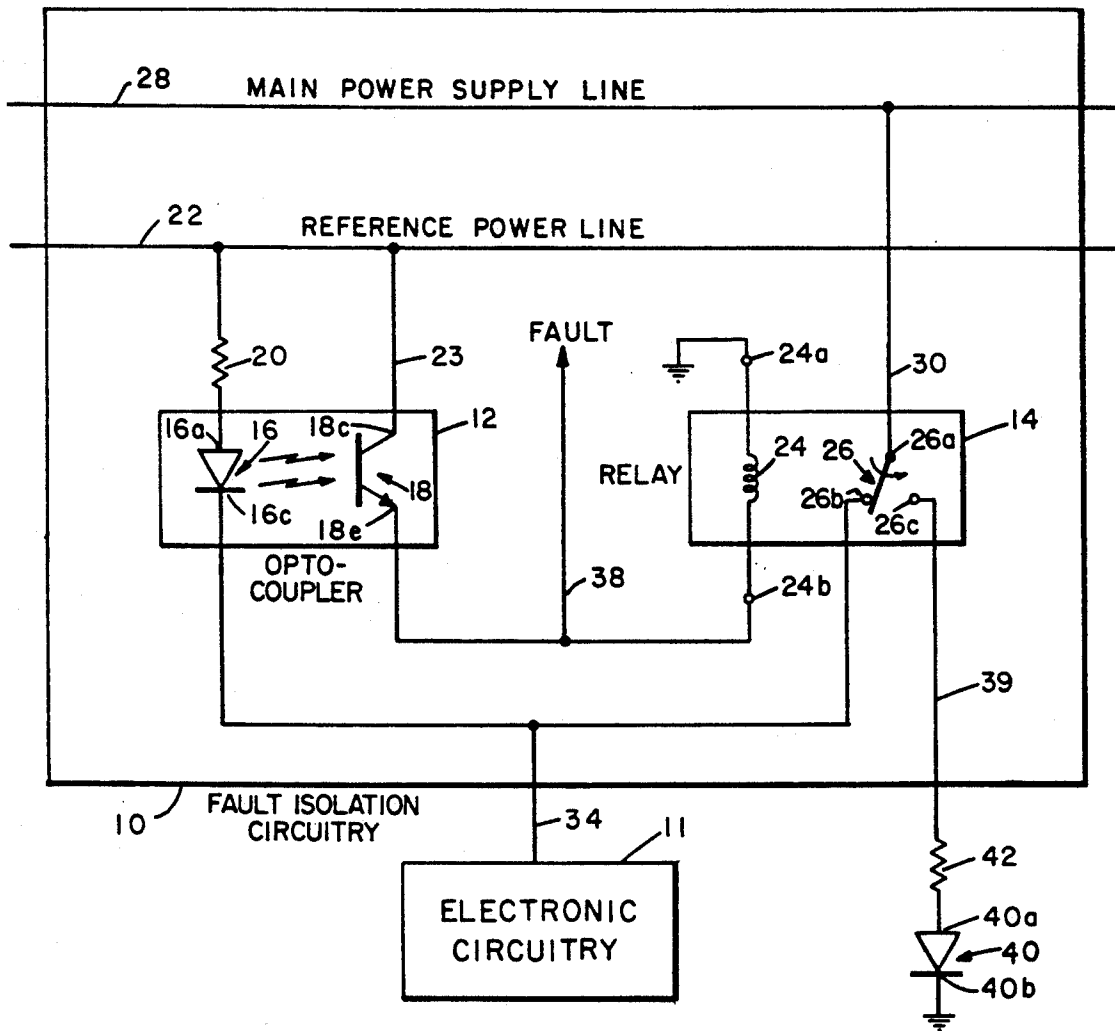 28
MAIN POWER SUPPLY LINE
22
REFERENCE POWER LINE
FAULT
20
23
24a
30
16a
16
18c
12
14
26a
26
24
RELAY
18
16c
18e
26b
26c
OPTO-
COUPLER
38
24b
39
10
FAULT ISOLATION
CIRCUITRY
34
11
42
ELECTRONIC
CIRCUITRY
40a
40
40b